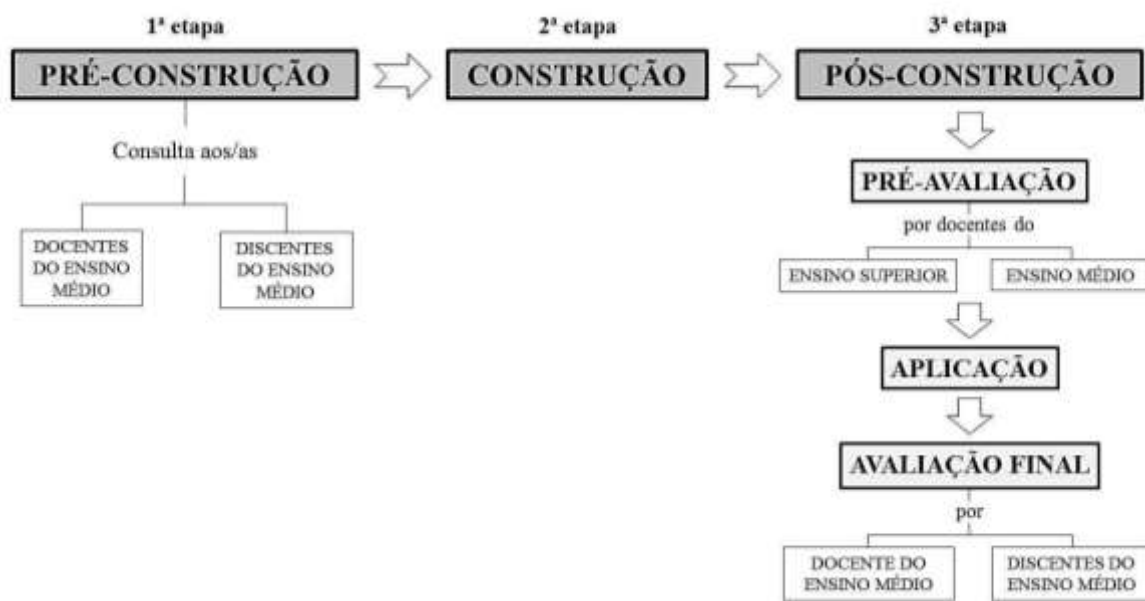 1ª etapa
PRÉ-CONSTRUÇÃO
Consulta aos/as
DOCENTES
DO ENSINO
MÉDIO
DISCENTES
DO ENSINO
MÉDIO
2ª etapa
CONSTRUÇÃO
3ª etapa
PÓS-CONSTRUÇÃO
PRÉ-AVALIAÇÃO
por docentes do
ENSINO SUPERIOR
ENSINO MÉDIO
APLICAÇÃO
AVALIAÇÃO FINAL
por
DOCENTE DO
ENSINO MÉDIO
DISCENTES DO
ENSINO MÉDIO